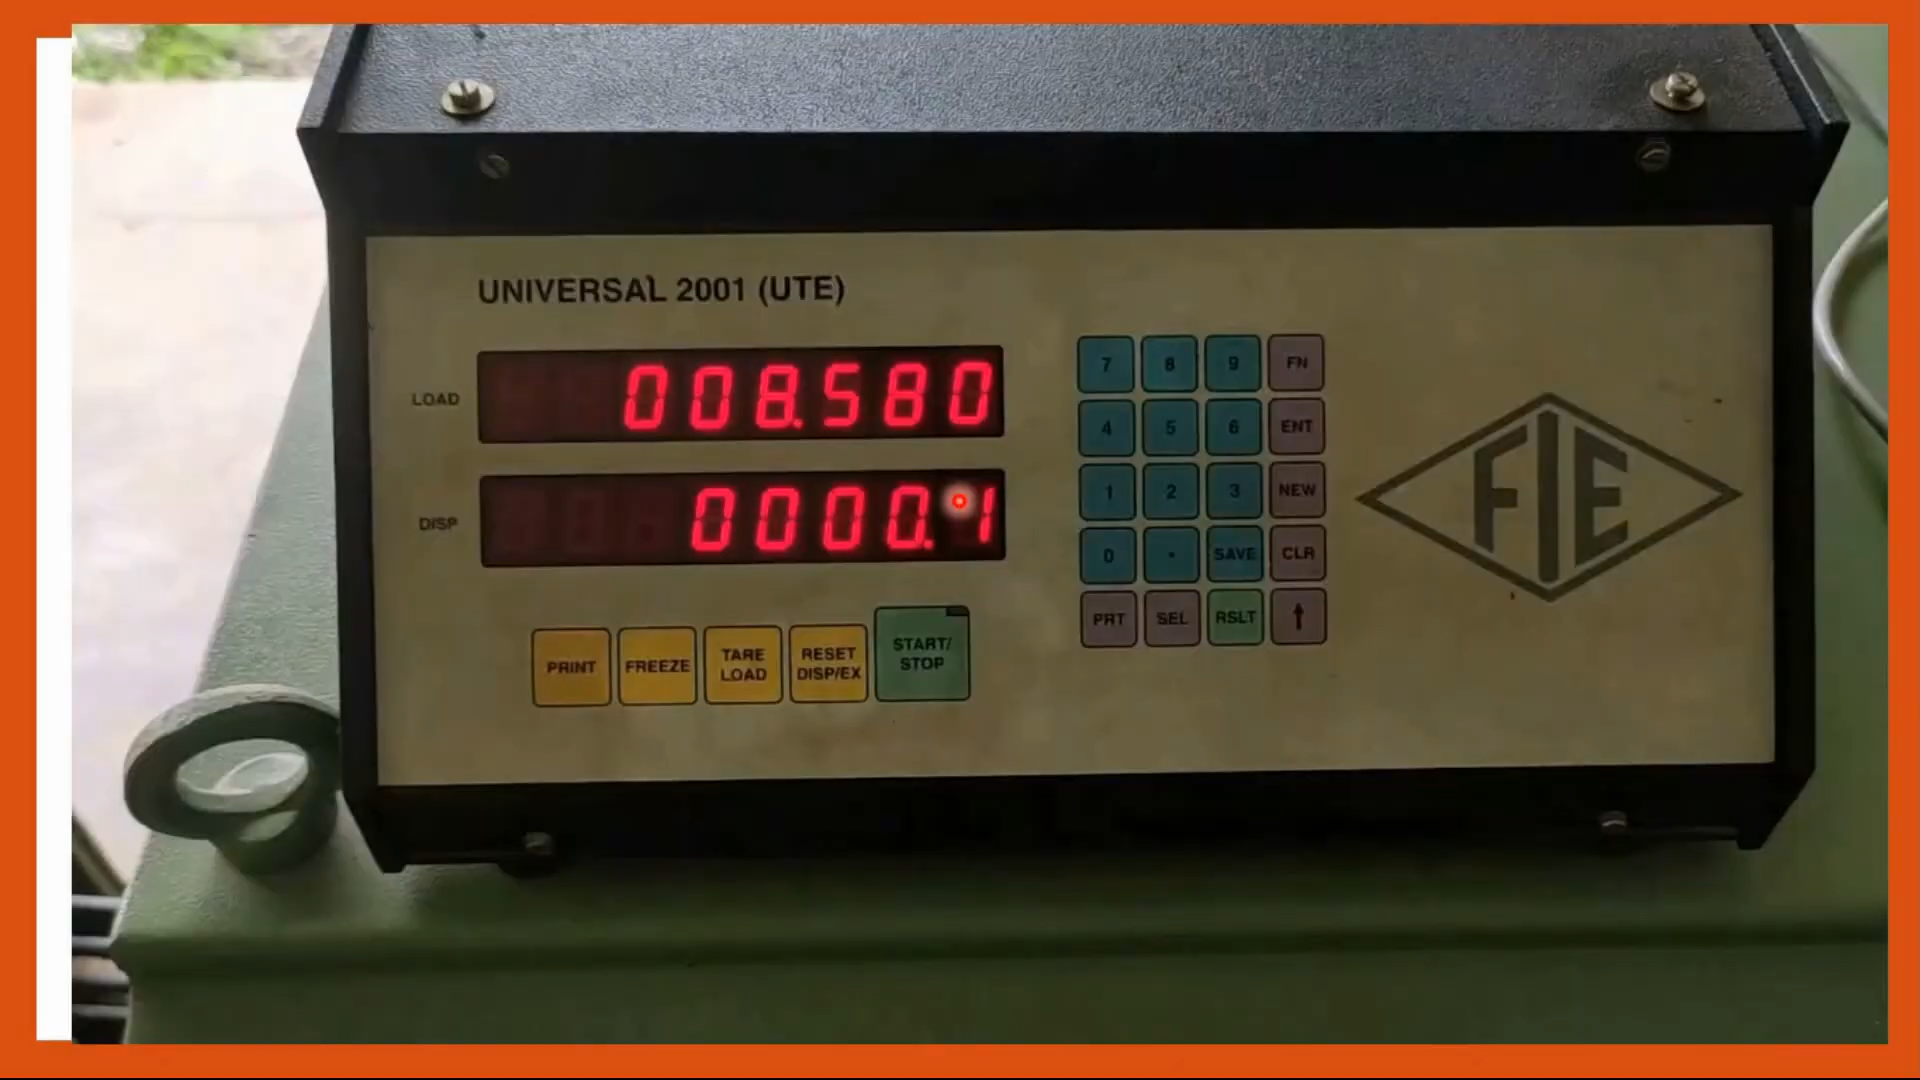 UNIVERSAL 2001 (UTE)
LOAD 008.580
DISP 0000.1
PRINT FREEZE TARE LOAD RESET DISP/EX START/STOP
7 8 9 FN
4 5 6 ENT
1 2 3 NEW
0 . SAVE CLR
PRT SEL RSLT ↑
FIE